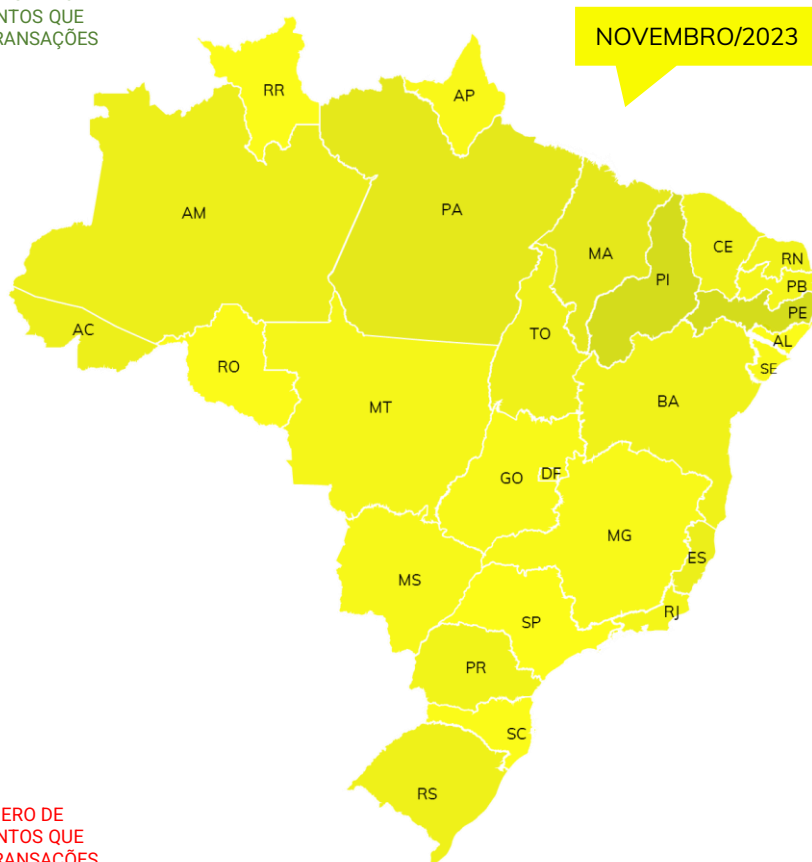 NTOS QUE
RANSAÇÕES
NOVEMBRO/2023
RR
AP
AM
PA
MA
CE
RN
PI
PB
PE
AC
TO
AL
RO
SE
BA
MT
DF
GO
MG
ES
MS
RJ
SP
PR
SC
RS
ERO DE
NTOS QUE
RANSAÇÕES